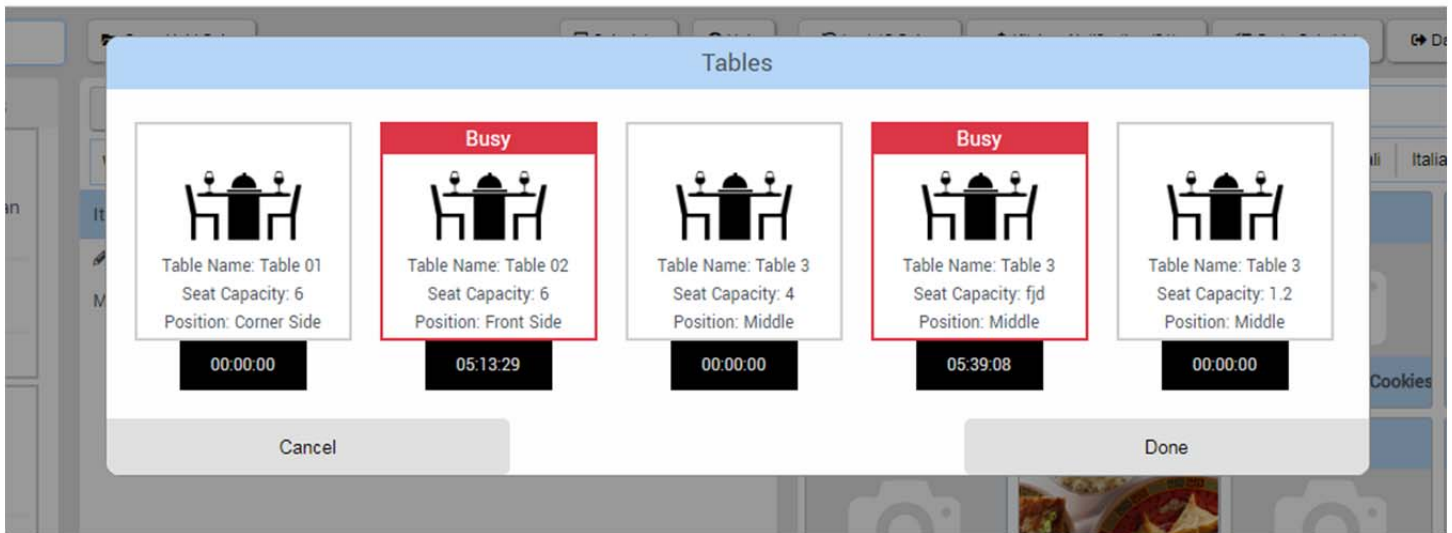 Tables
Busy
Busy
Table Name: Table 01
Seat Capacity: 6
Position: Corner Side
00:00:00
Table Name: Table 02
Seat Capacity: 6
Position: Front Side
05:13:29
Table Name: Table 3
Seat Capacity: 4
Position: Middle
00:00:00
Table Name: Table 3
Seat Capacity: fjd
Position: Middle
05:39:08
Table Name: Table 3
Seat Capacity: 1.2
Position: Middle
00:00:00
Cookies
Cancel
Done